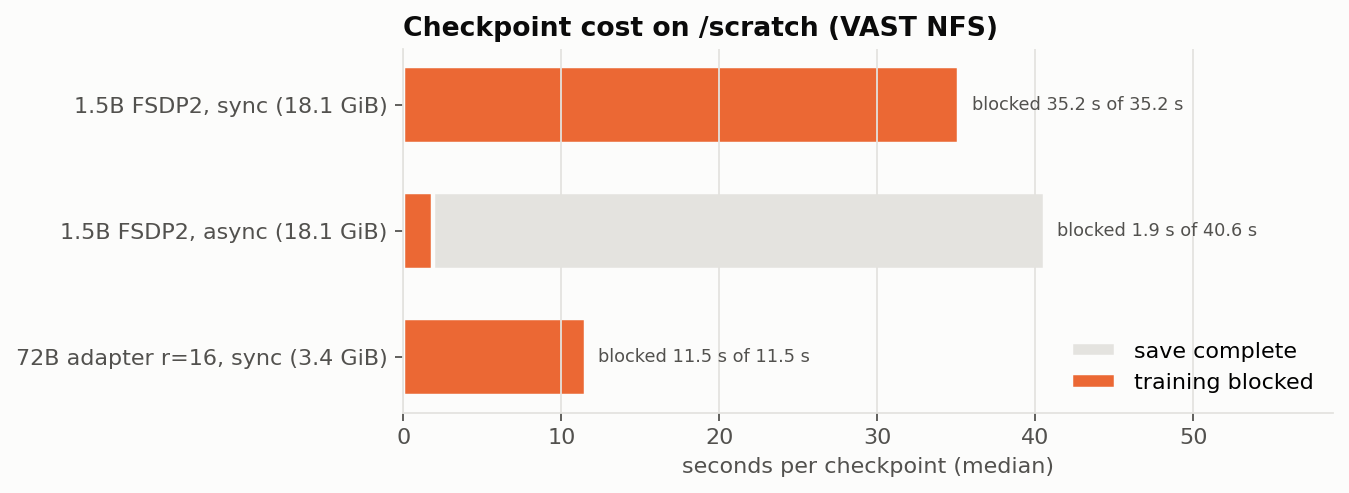 Checkpoint cost on /scratch (VAST NFS)
1.5B FSDP2, sync (18.1 GiB)
blocked 35.2 s of 35.2 s
1.5B FSDP2, async (18.1 GiB)
blocked 1.9 s of 40.6 s
72B adapter r=16, sync (3.4 GiB)
blocked 11.5 s of 11.5 s
save complete
training blocked
0 10 20 30 40 50
seconds per checkpoint (median)